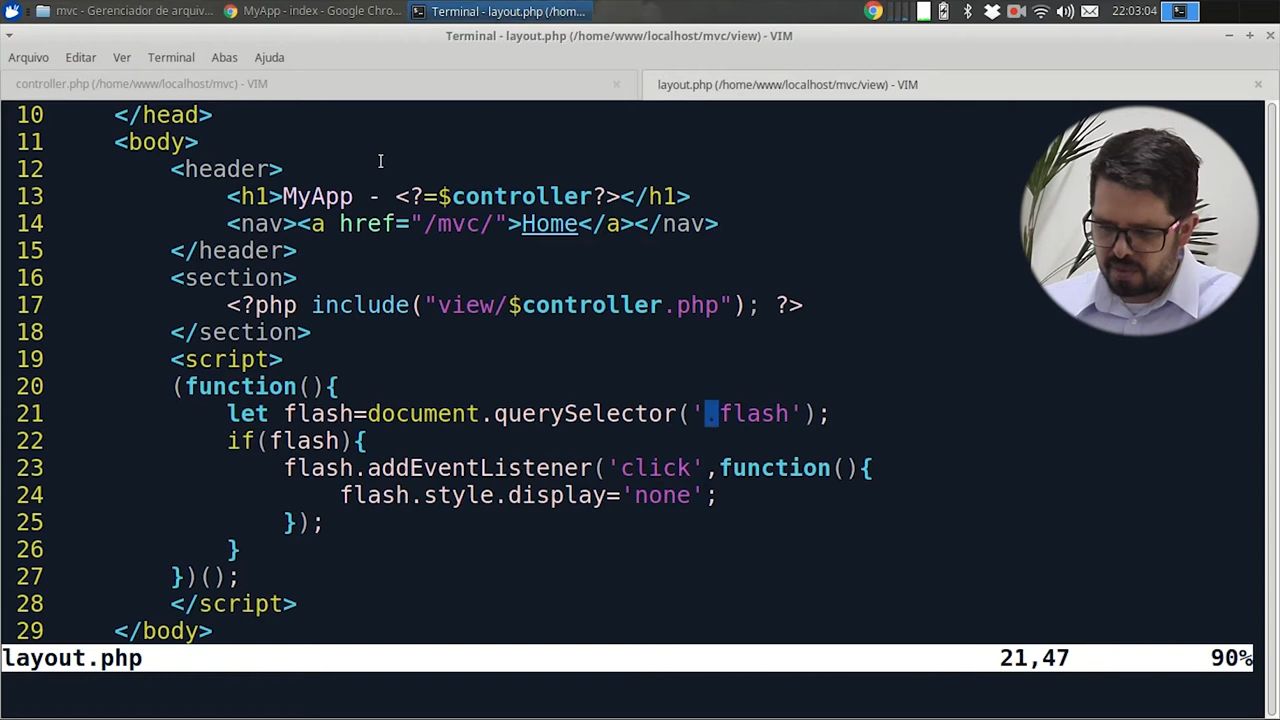 mvc - Gerenciador de arquiv...
MyApp - index - Google Chro...
Terminal - layout.php (/hom...
22:03:04
Terminal - layout.php (/home/www/localhost/mvc/view) - VIM
Arquivo Editar Ver Terminal Abas Ajuda
controller.php (/home/www/localhost/mvc) - VIM
layout.php (/home/www/localhost/mvc/view) - VIM
10 </head>
11 <body>
12 <header>
13 <h1>MyApp - <?=$controller?></h1>
14 <nav><a href="/mvc/">Home</a></nav>
15 </header>
16 <section>
17 <?php include("view/$controller.php"); ?>
18 </section>
19 <script>
20 (function(){
21 let flash=document.querySelector('.flash');
22 if(flash){
23 flash.addEventListener('click',function(){
24 flash.style.display='none';
25 });
26 }
27 })();
28 </script>
29 </body>
layout.php 21,47 90%